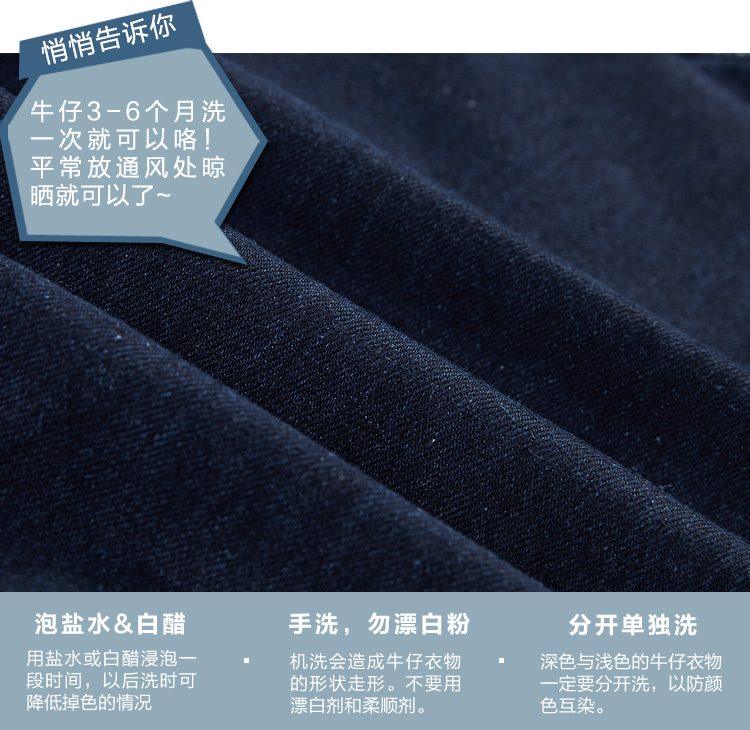 悄悄告诉你
牛仔3-6个月洗
一次就可以咯！
平常放通风处晾
晒就可以了~
泡盐水&白醋
用盐水或白醋浸泡一
段时间，以后洗时可
降低掉色的情况
手洗，勿漂白粉
机洗会造成牛仔衣物
的形状走形。不要用
漂白剂和柔顺剂。
分开单独洗
深色与浅色的牛仔衣物
一定要分开洗，以防颜
色互染。